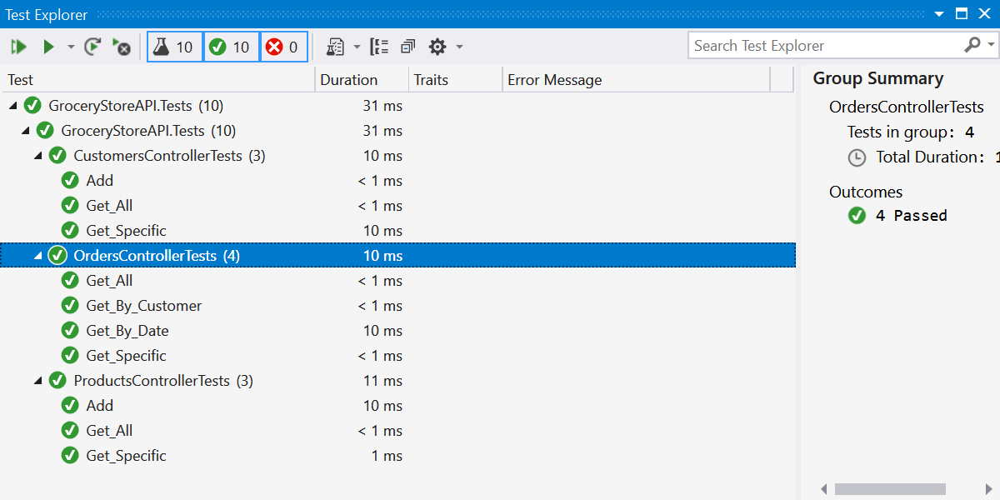 Test Explorer
10 10 0
Search Test Explorer
Test Duration Traits Error Message
GroceryStoreAPI.Tests (10) 31 ms
GroceryStoreAPI.Tests (10) 31 ms
CustomersControllerTests (3) 10 ms
Add < 1 ms
Get_All < 1 ms
Get_Specific 10 ms
OrdersControllerTests (4) 10 ms
Get_All < 1 ms
Get_By_Customer < 1 ms
Get_By_Date 10 ms
Get_Specific < 1 ms
ProductsControllerTests (3) 11 ms
Add 10 ms
Get_All < 1 ms
Get_Specific 1 ms
Group Summary
OrdersControllerTests
Tests in group: 4
Total Duration:
Outcomes
4 Passed